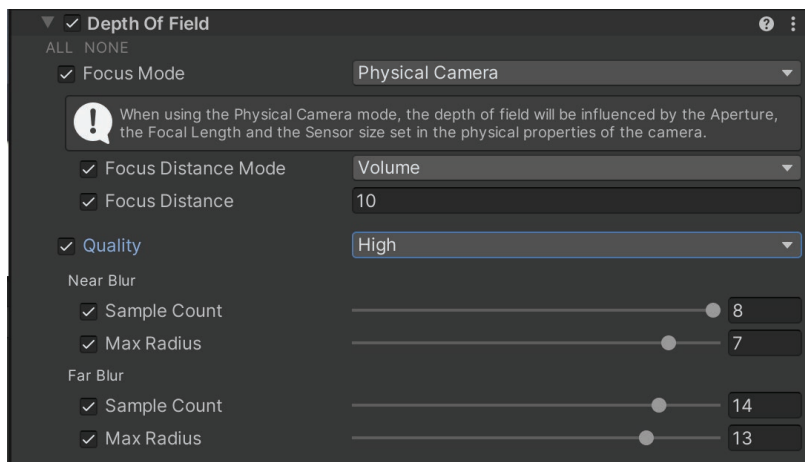 Depth Of Field
ALL NONE
Focus Mode Physical Camera
When using the Physical Camera mode, the depth of field will be influenced by the Aperture,
the Focal Length and the Sensor size set in the physical properties of the camera.
Focus Distance Mode Volume
Focus Distance 10
Quality High
Near Blur
Sample Count 8
Max Radius 7
Far Blur
Sample Count 14
Max Radius 13